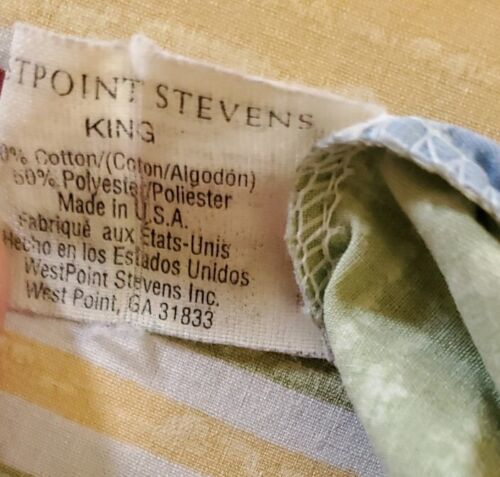 TPOINT STEVENS
KING
0% Cotton/(Coton/Algodón)
50% Polyester/Poliester
Made in U.S.A.
Fabriqué aux États-Unis
Hecho en los Estados Unidos
WestPoint Stevens Inc.
West Point, GA 31833